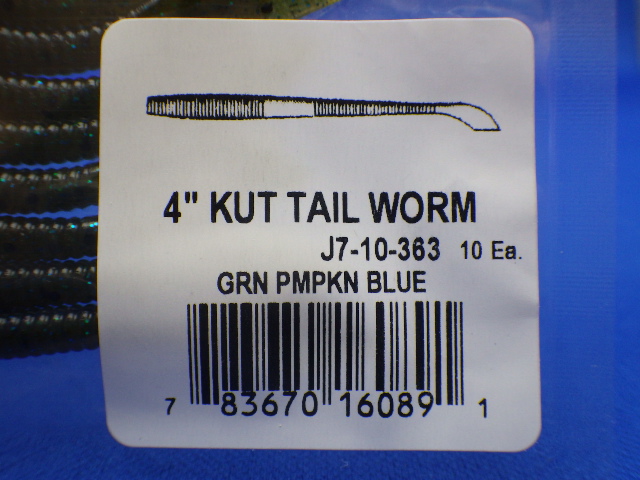 4" KUT TAIL WORM
J7-10-363 10 Ea.
GRN PMPKN BLUE
7 83670 16089 1